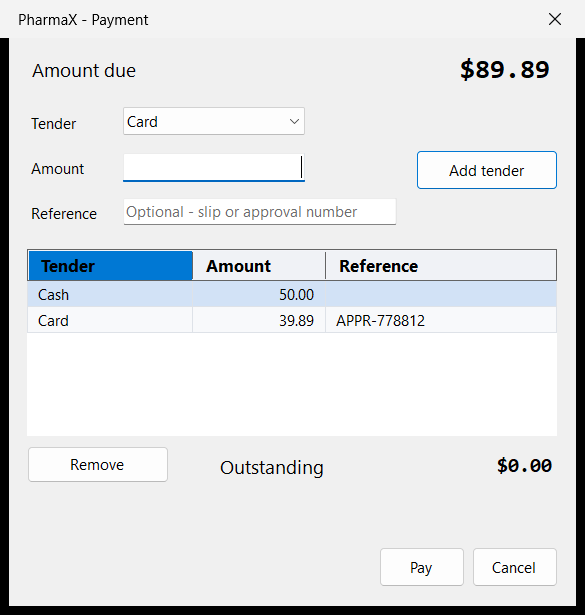 PharmaX - Payment
Amount due $89.89
Tender Card
Amount Add tender
Reference Optional - slip or approval number
Tender Amount Reference
Cash 50.00
Card 39.89 APPR-778812
Remove Outstanding $0.00
Pay Cancel